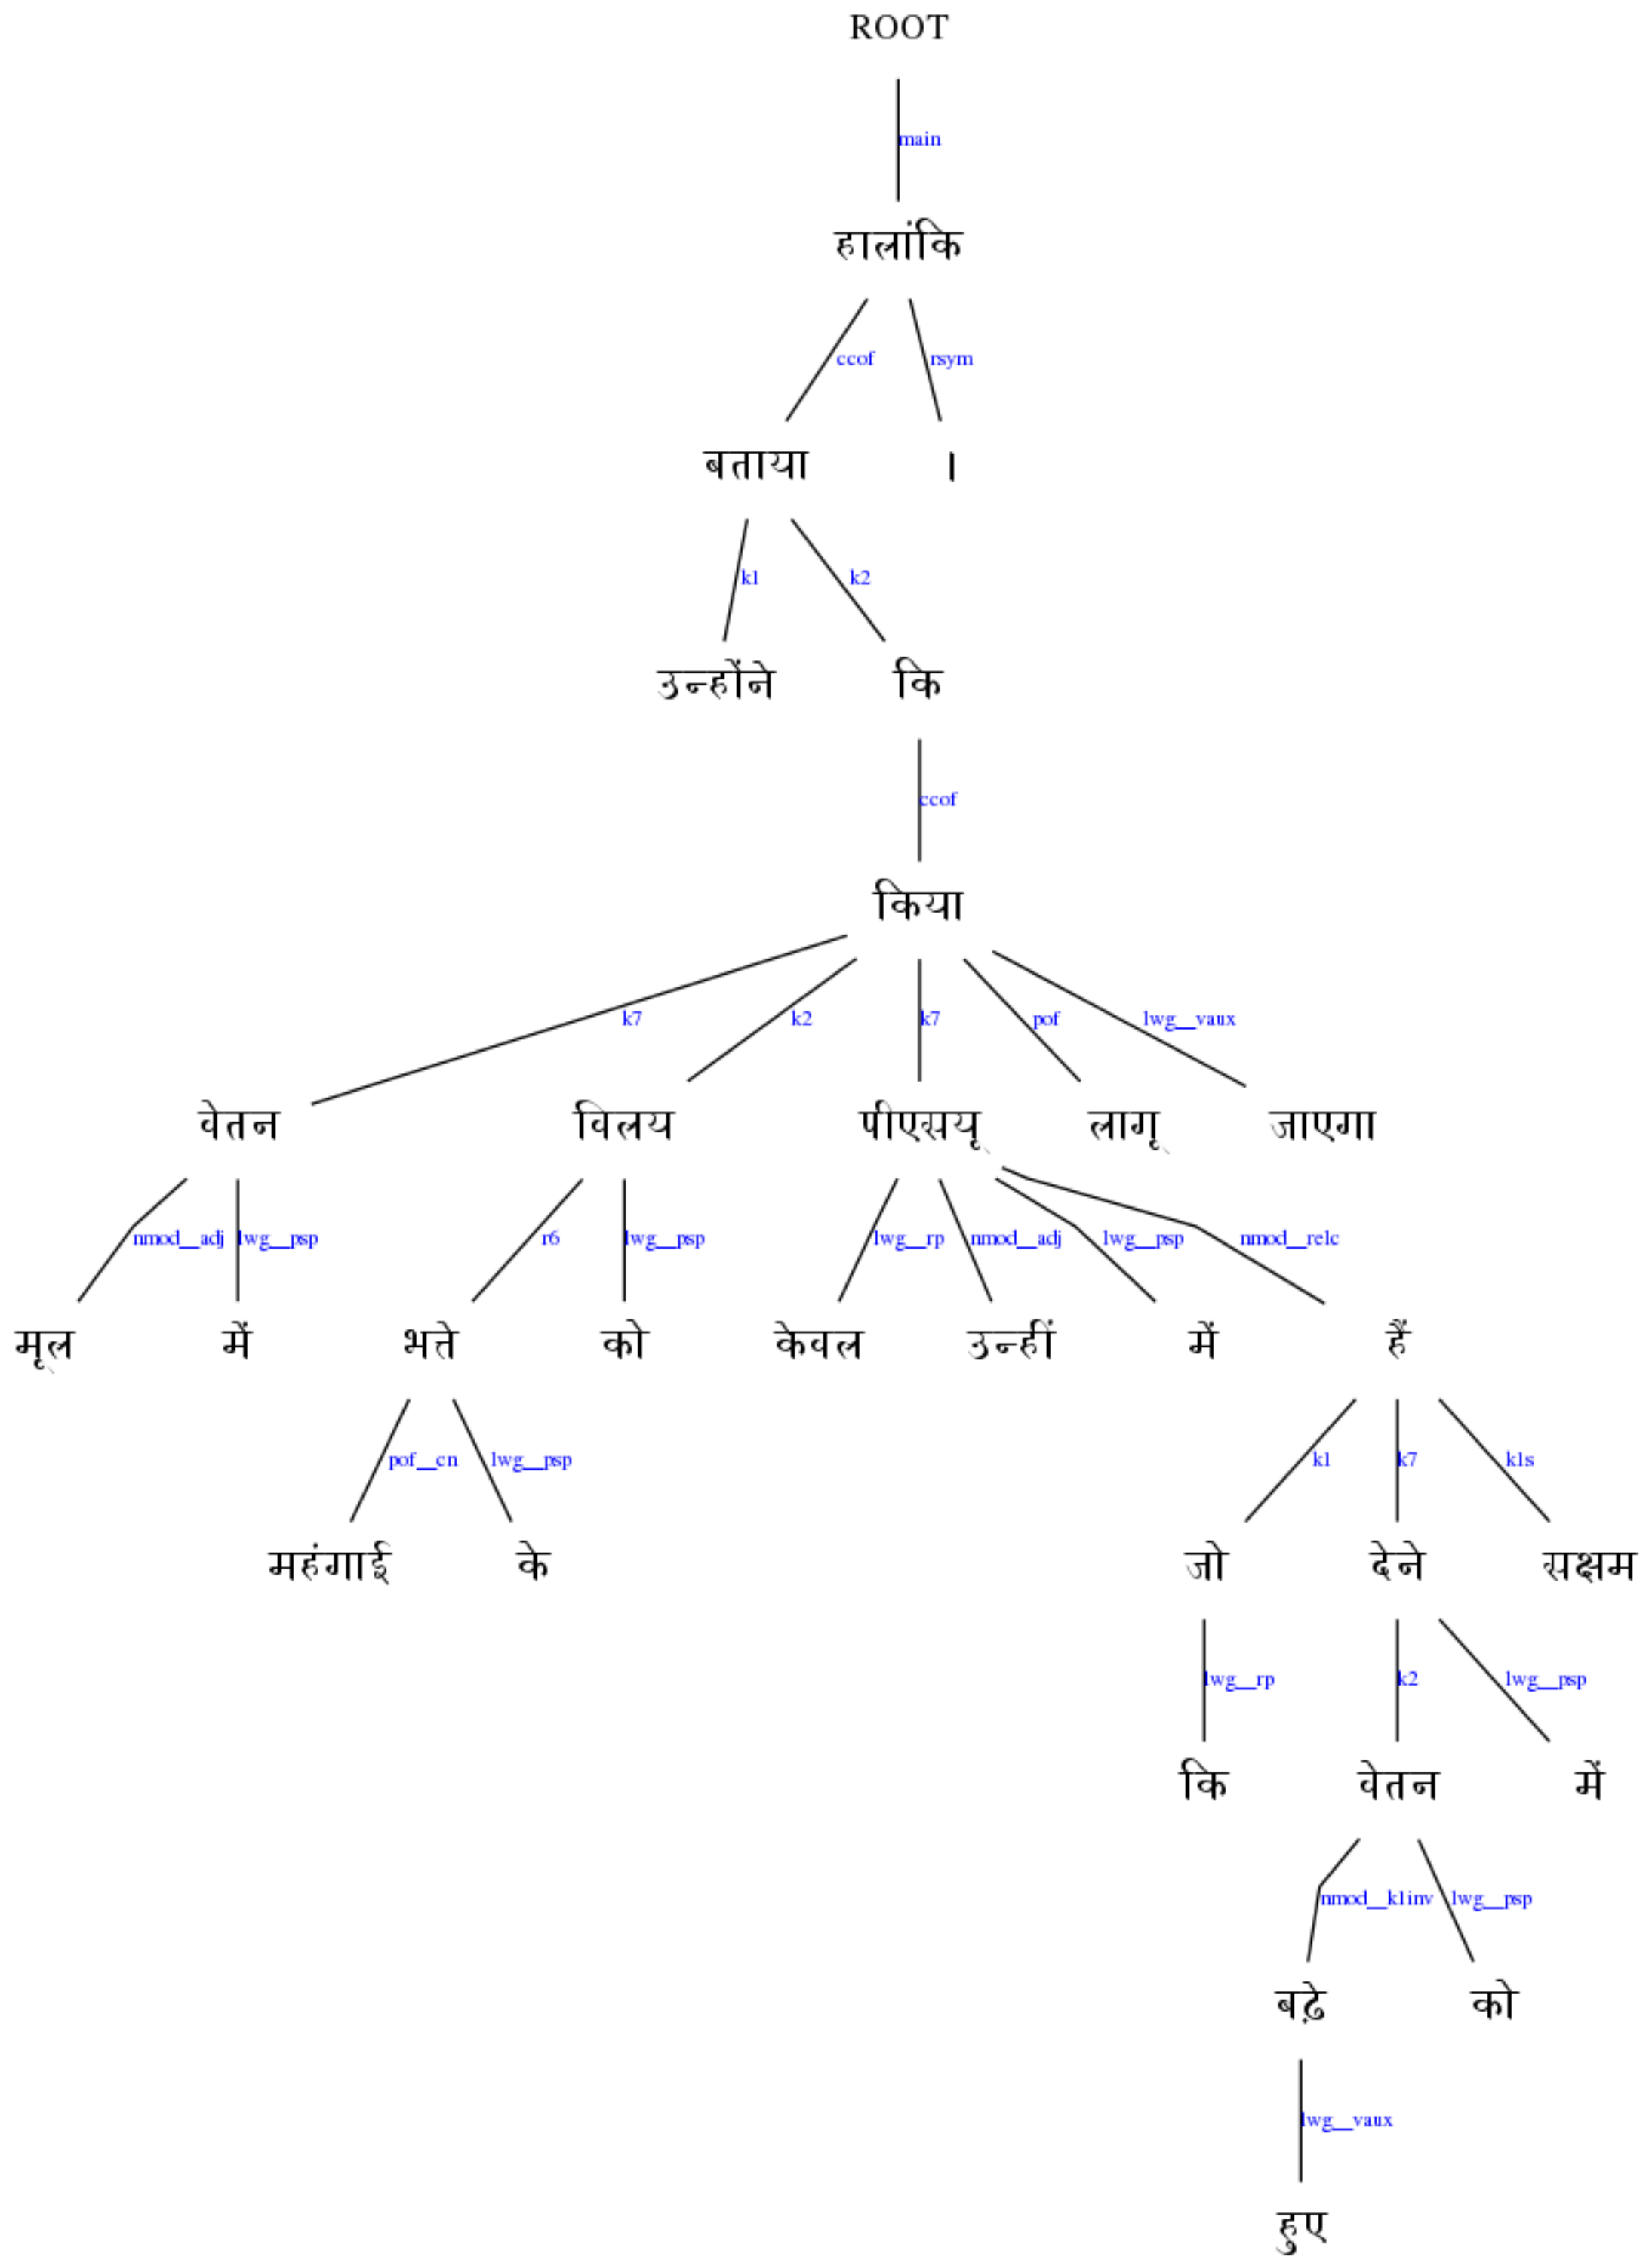 ROOT
main
हालांकि
ccof rsym
बताया ।
k1 k2
उन्होंने कि
ccof
किया
k7 k2 k7 pof lwg__vaux
वेतन विलय पीएसयू लागू जाएगा
nmod__adj lwg__psp r6 lwg__psp lwg__rp nmod__adj lwg__psp nmod__relc
मूल में भत्ते को केवल उन्हीं में हैं
pof__cn lwg__psp k1 k7 k1s
महंगाई के जो देने सक्षम
lwg__rp k2 lwg__psp
कि वेतन में
nmod__k1inv lwg__psp
बढ़े को
lwg__vaux
हुए